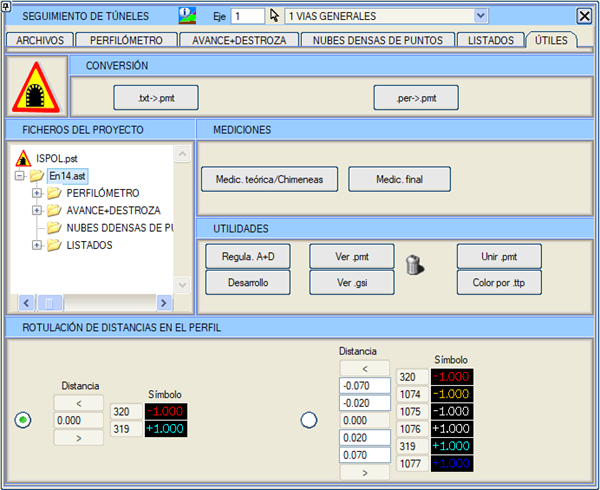 SEGUIMIENTO DE TÚNELES Eje 1 1 VIAS GENERALES
ARCHIVOS PERFILÓMETRO AVANCE+DESTROZA NUBES DENSAS DE PUNTOS LISTADOS ÚTILES
CONVERSIÓN
.txt->.pmt .per->.pmt
FICHEROS DEL PROYECTO
ISPOL.pst
En14.ast
PERFILÓMETRO
AVANCE+DESTROZA
NUBES DDENSAS DE PU
LISTADOS
MEDICIONES
Medic. teórica/Chimeneas Medic. final
UTILIDADES
Regula. A+D Ver .pmt Unir .pmt
Desarrollo Ver .gsi Color por .ttp
ROTULACIÓN DE DISTANCIAS EN EL PERFIL
Distancia Símbolo
<
0.000
>
320 -1.000
319 +1.000
Distancia Símbolo
<
-0.070
-0.020
0.000
0.020
0.070
>
320 -1.000
1074 -1.000
1075 -1.000
1076 +1.000
319 +1.000
1077 +1.000